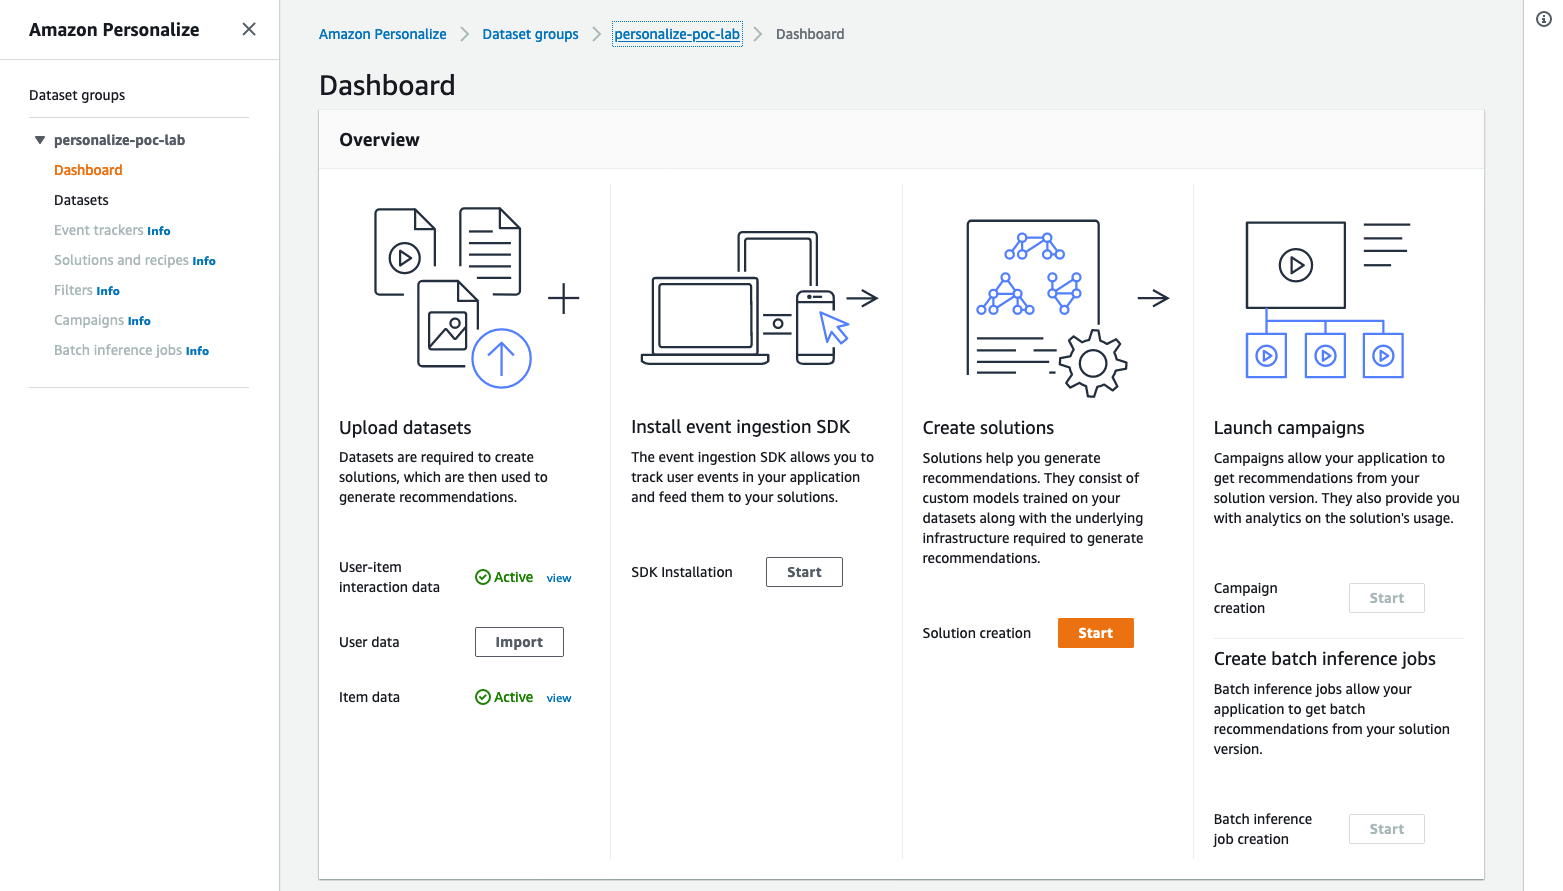 Amazon Personalize
Dataset groups
personalize-poc-lab
Dashboard
Datasets
Event trackers Info
Solutions and recipes Info
Filters Info
Campaigns Info
Batch inference jobs Info
Amazon Personalize
Dataset groups
personalize-poc-lab
Dashboard
Dashboard
Overview
Upload datasets
Datasets are required to create
solutions, which are then used to
generate recommendations.
User-item
interaction data
Active view
User data
Import
Item data
Active view
Install event ingestion SDK
The event ingestion SDK allows you to
track user events in your application
and feed them to your solutions.
SDK Installation
Start
Create solutions
Solutions help you generate
recommendations. They consist of
custom models trained on your
datasets along with the underlying
infrastructure required to generate
recommendations.
Solution creation
Start
Launch campaigns
Campaigns allow your application to
get recommendations from your
solution version. They also provide you
with analytics on the solution's usage.
Campaign
creation
Start
Create batch inference jobs
Batch inference jobs allow your
application to get batch
recommendations from your solution
version.
Batch inference
job creation
Start